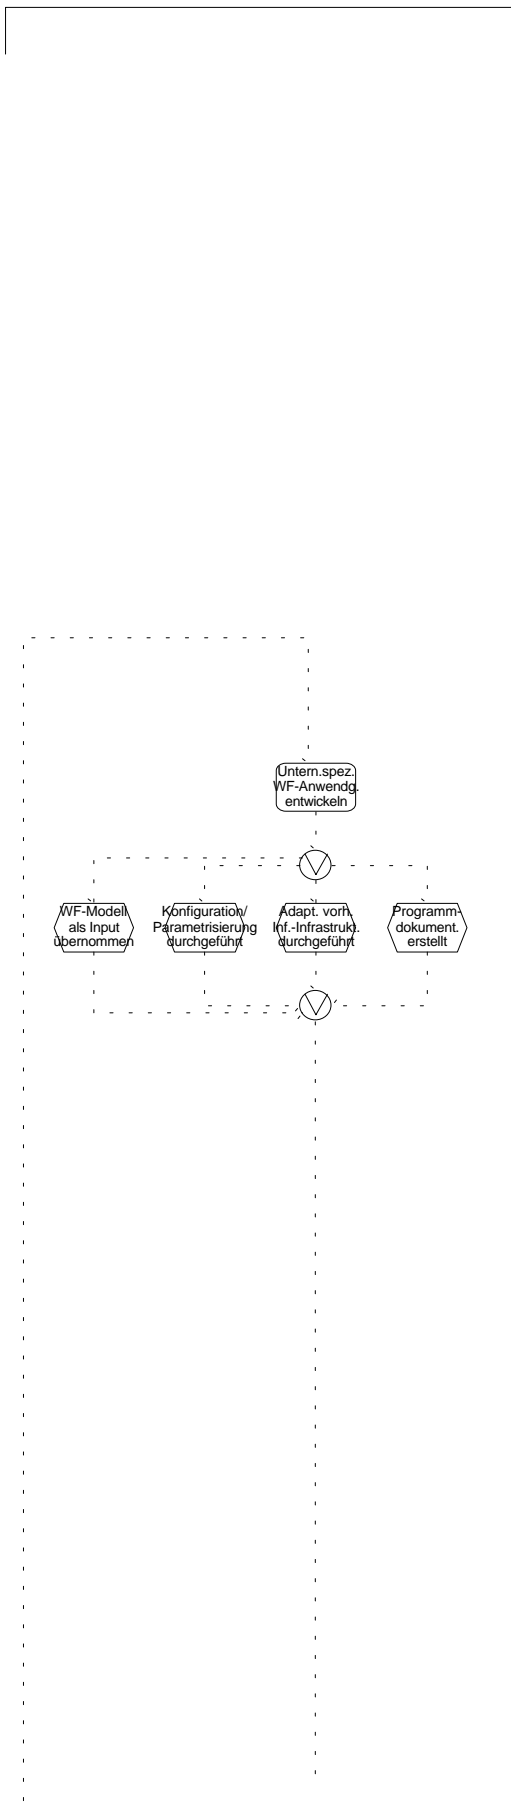 Untern.spez.
WF-Anwendg.
entwickeln
WF-Modell
als Input
übernommen
Konfiguration/
Parametrisierung
durchgeführt
Adapt. vorh.
Inf.-Infrastrukt.
durchgeführt
Programm-
dokument.
erstellt